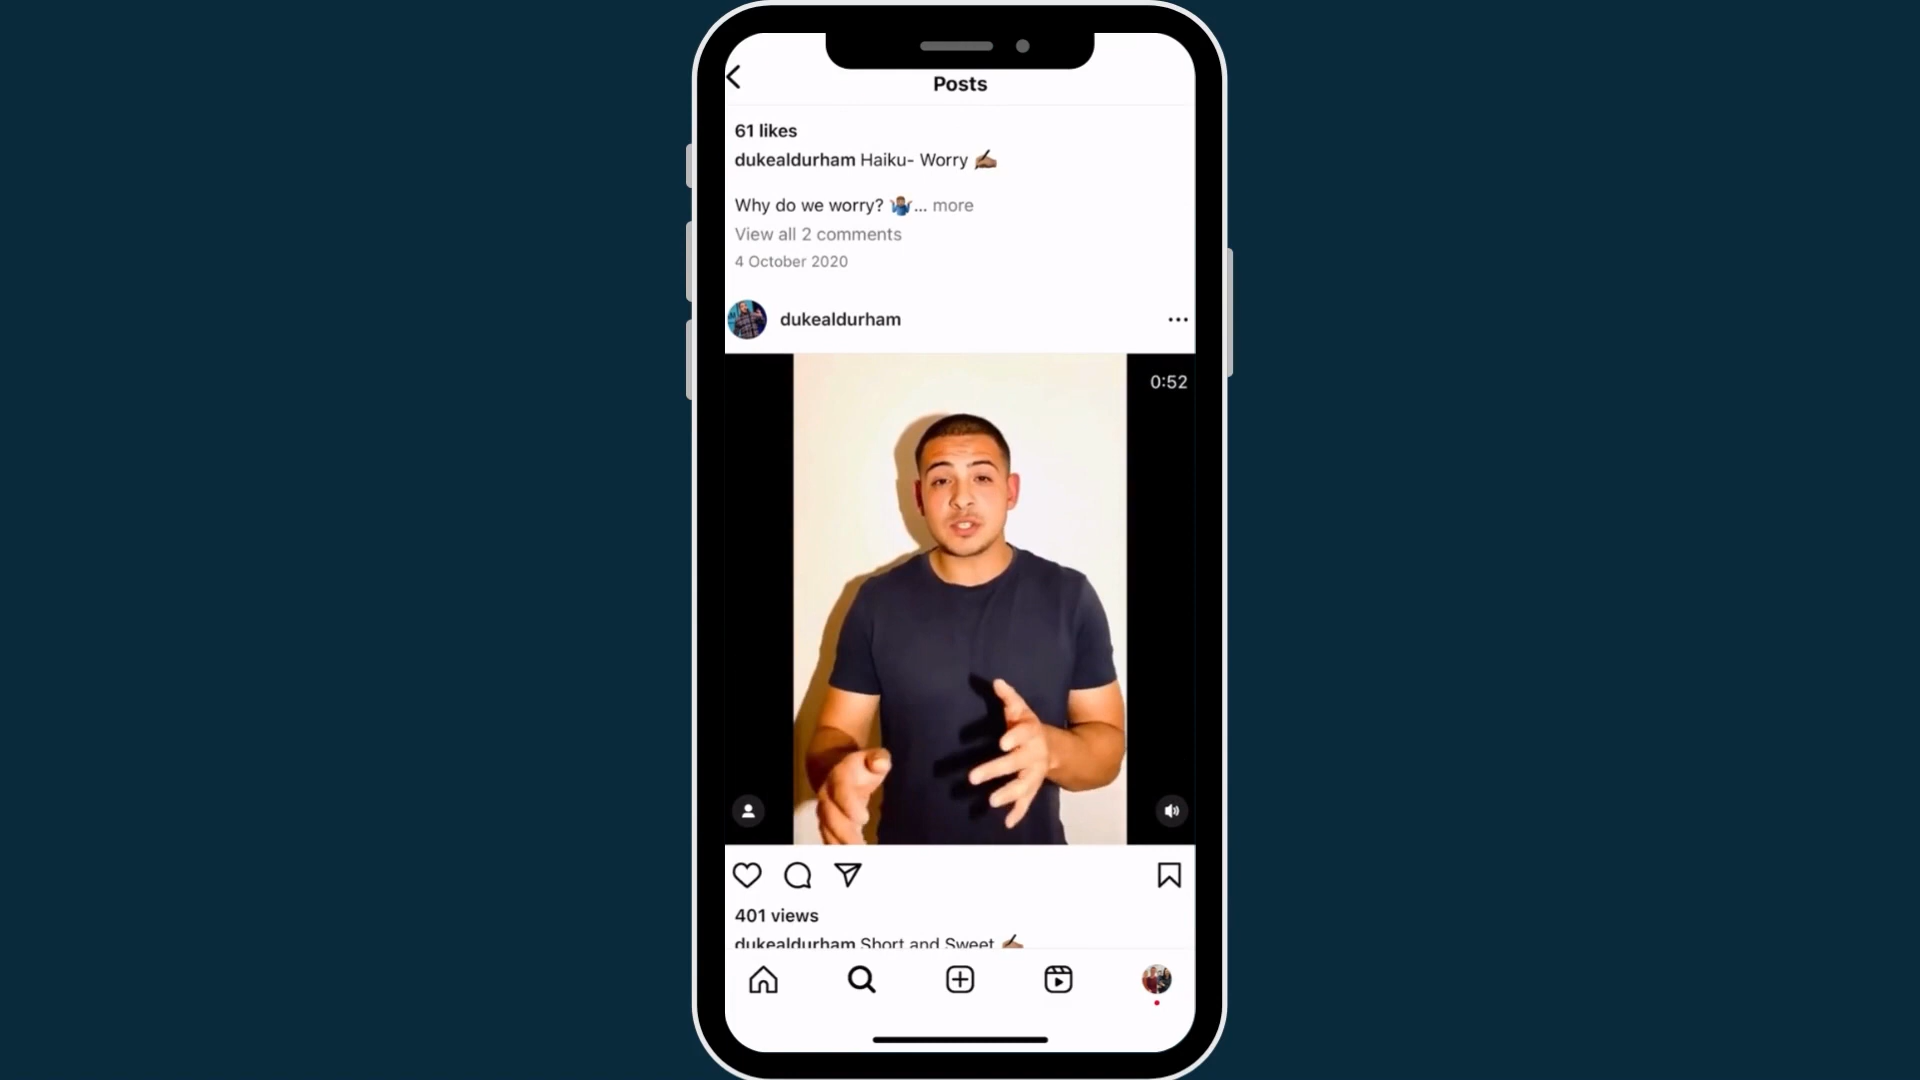 Posts
61 likes
dukealdurham Haiku- Worry ✍🏽
Why do we worry? 🤷🏽‍♂️... more
View all 2 comments
4 October 2020
dukealdurham
0:52
401 views
dukealdurham Short and Sweet ✍🏽